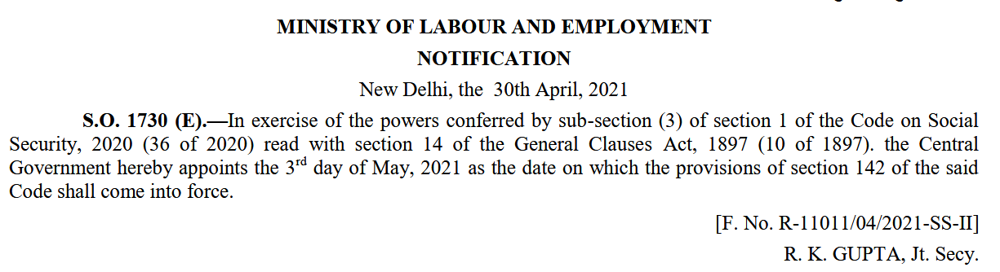 MINISTRY OF LABOUR AND EMPLOYMENT
NOTIFICATION
New Delhi, the 30th April, 2021
S.O. 1730 (E).—In exercise of the powers conferred by sub-section (3) of section 1 of the Code on Social
Security, 2020 (36 of 2020) read with section 14 of the General Clauses Act, 1897 (10 of 1897). the Central
Government hereby appoints the 3rd day of May, 2021 as the date on which the provisions of section 142 of the said
Code shall come into force.
[F. No. R-11011/04/2021-SS-II]
R. K. GUPTA, Jt. Secy.